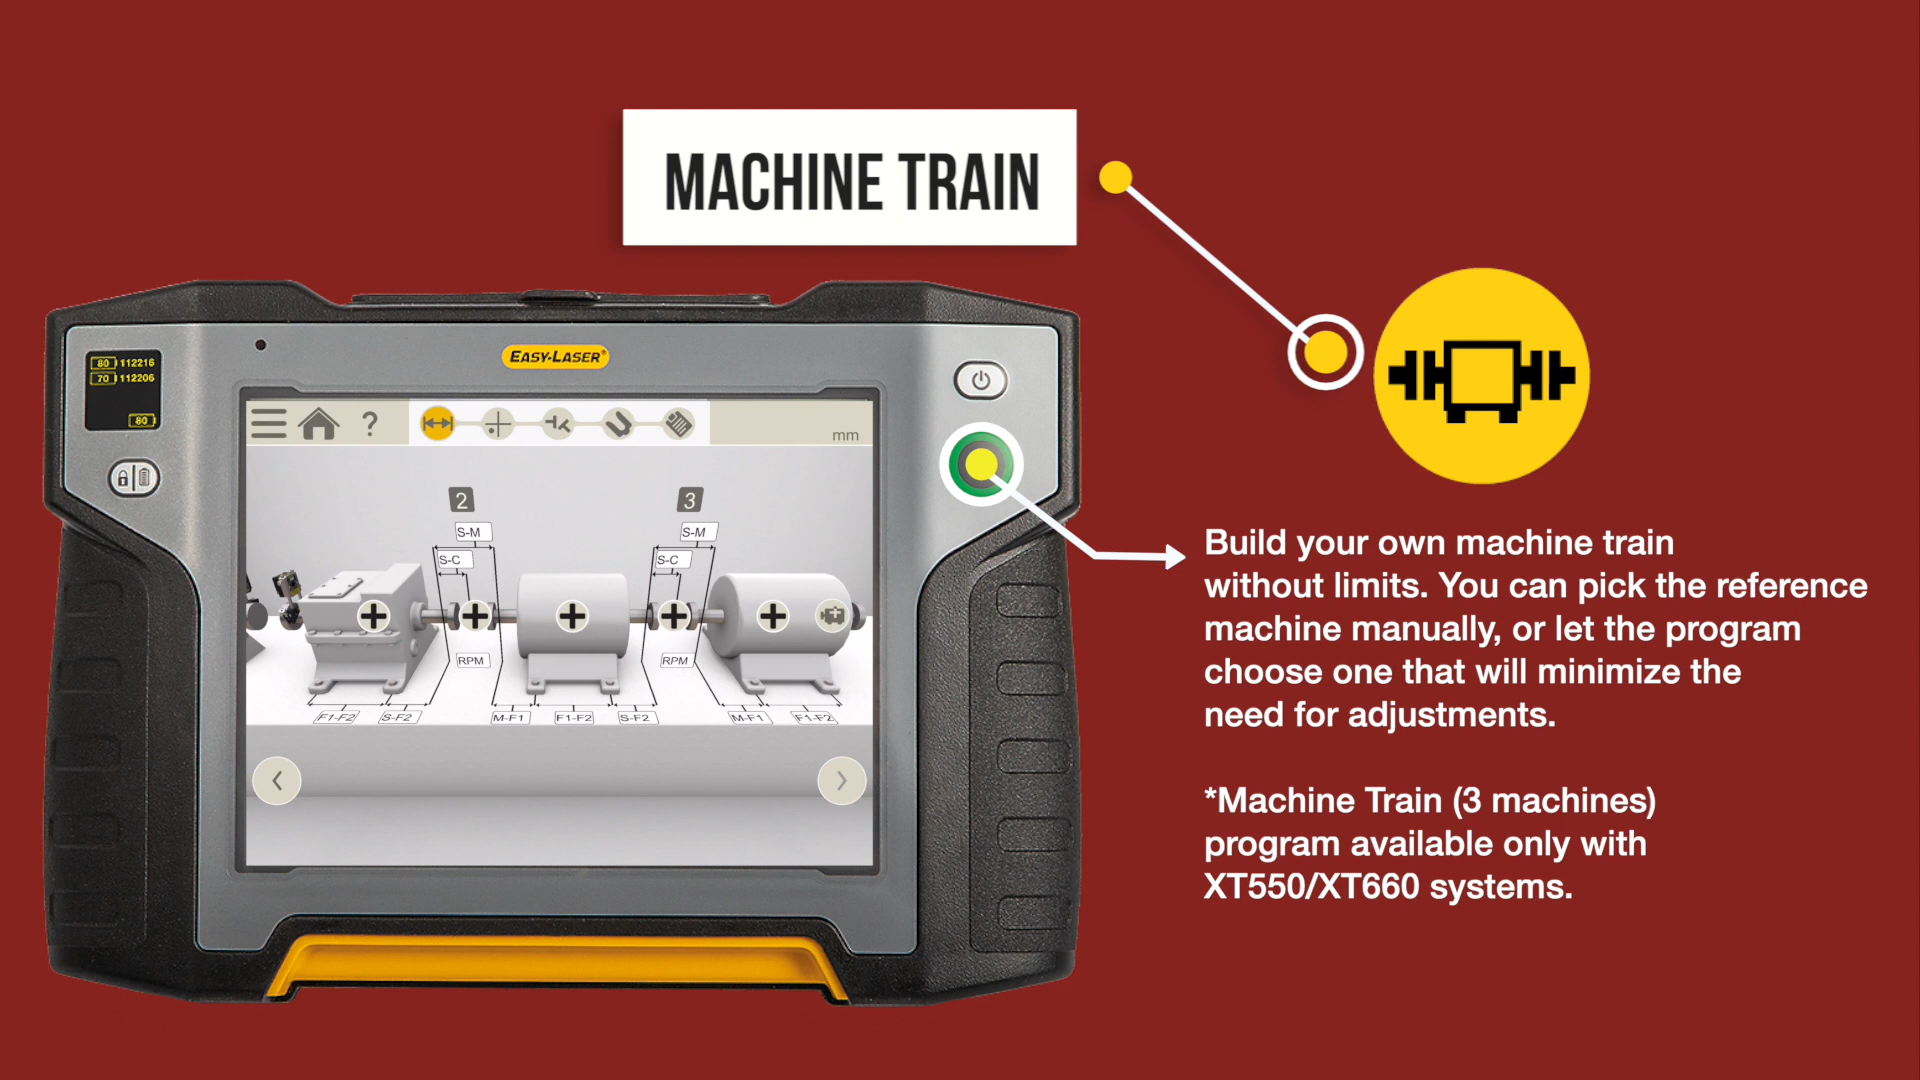 MACHINE TRAIN
80 112216
70 112206
80
EASY-LASER®
?
mm
2
3
S-M
S-M
S-C
S-C
RPM
RPM
F1-F2
S-F2
M-F1
F1-F2
S-F2
M-F1
F1-F2
Build your own machine train
without limits. You can pick the reference
machine manually, or let the program
choose one that will minimize the
need for adjustments.
*Machine Train (3 machines)
program available only with
XT550/XT660 systems.